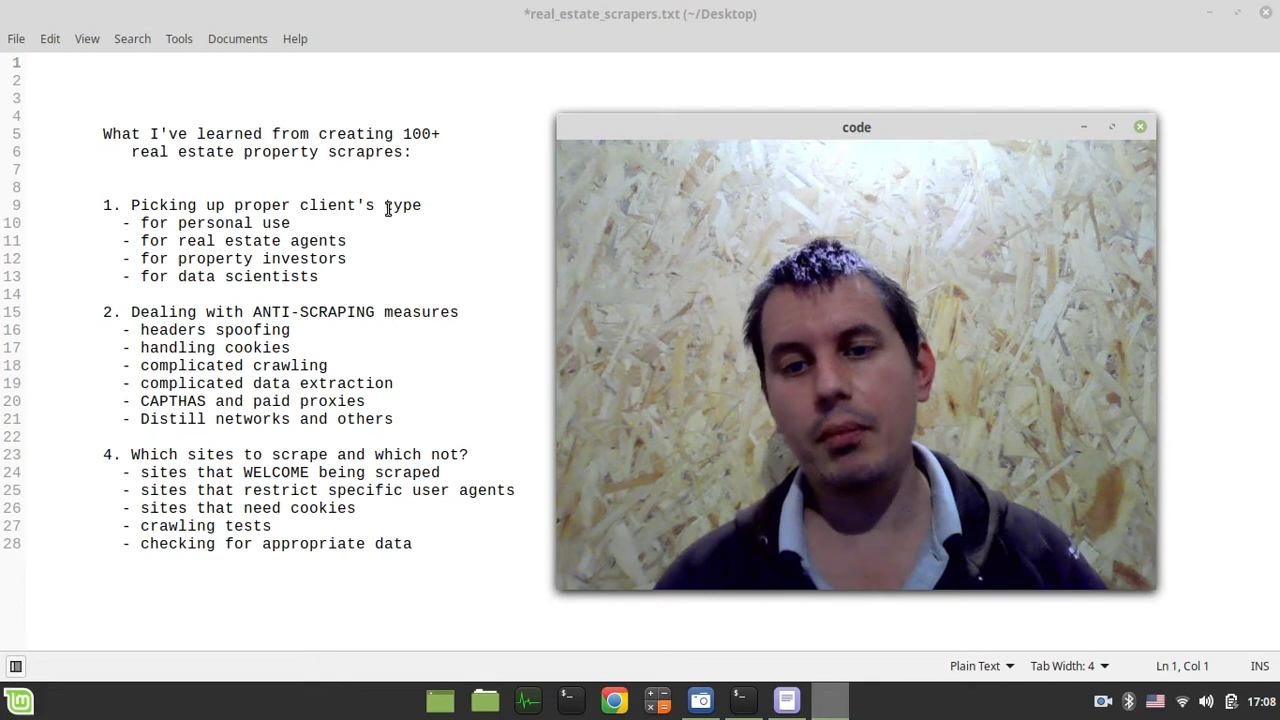 *real_estate_scrapers.txt (~/Desktop)
File Edit View Search Tools Documents Help
1
2
3
4
5 What I've learned from creating 100+
6 real estate property scrapres:
7
8
9 1. Picking up proper client's type
10 - for personal use
11 - for real estate agents
12 - for property investors
13 - for data scientists
14
15 2. Dealing with ANTI-SCRAPING measures
16 - headers spoofing
17 - handling cookies
18 - complicated crawling
19 - complicated data extraction
20 - CAPTHAS and paid proxies
21 - Distill networks and others
22
23 4. Which sites to scrape and which not?
24 - sites that WELCOME being scraped
25 - sites that restrict specific user agents
26 - sites that need cookies
27 - crawling tests
28 - checking for appropriate data
code
Plain Text Tab Width: 4 Ln 1, Col 1 INS
17:08